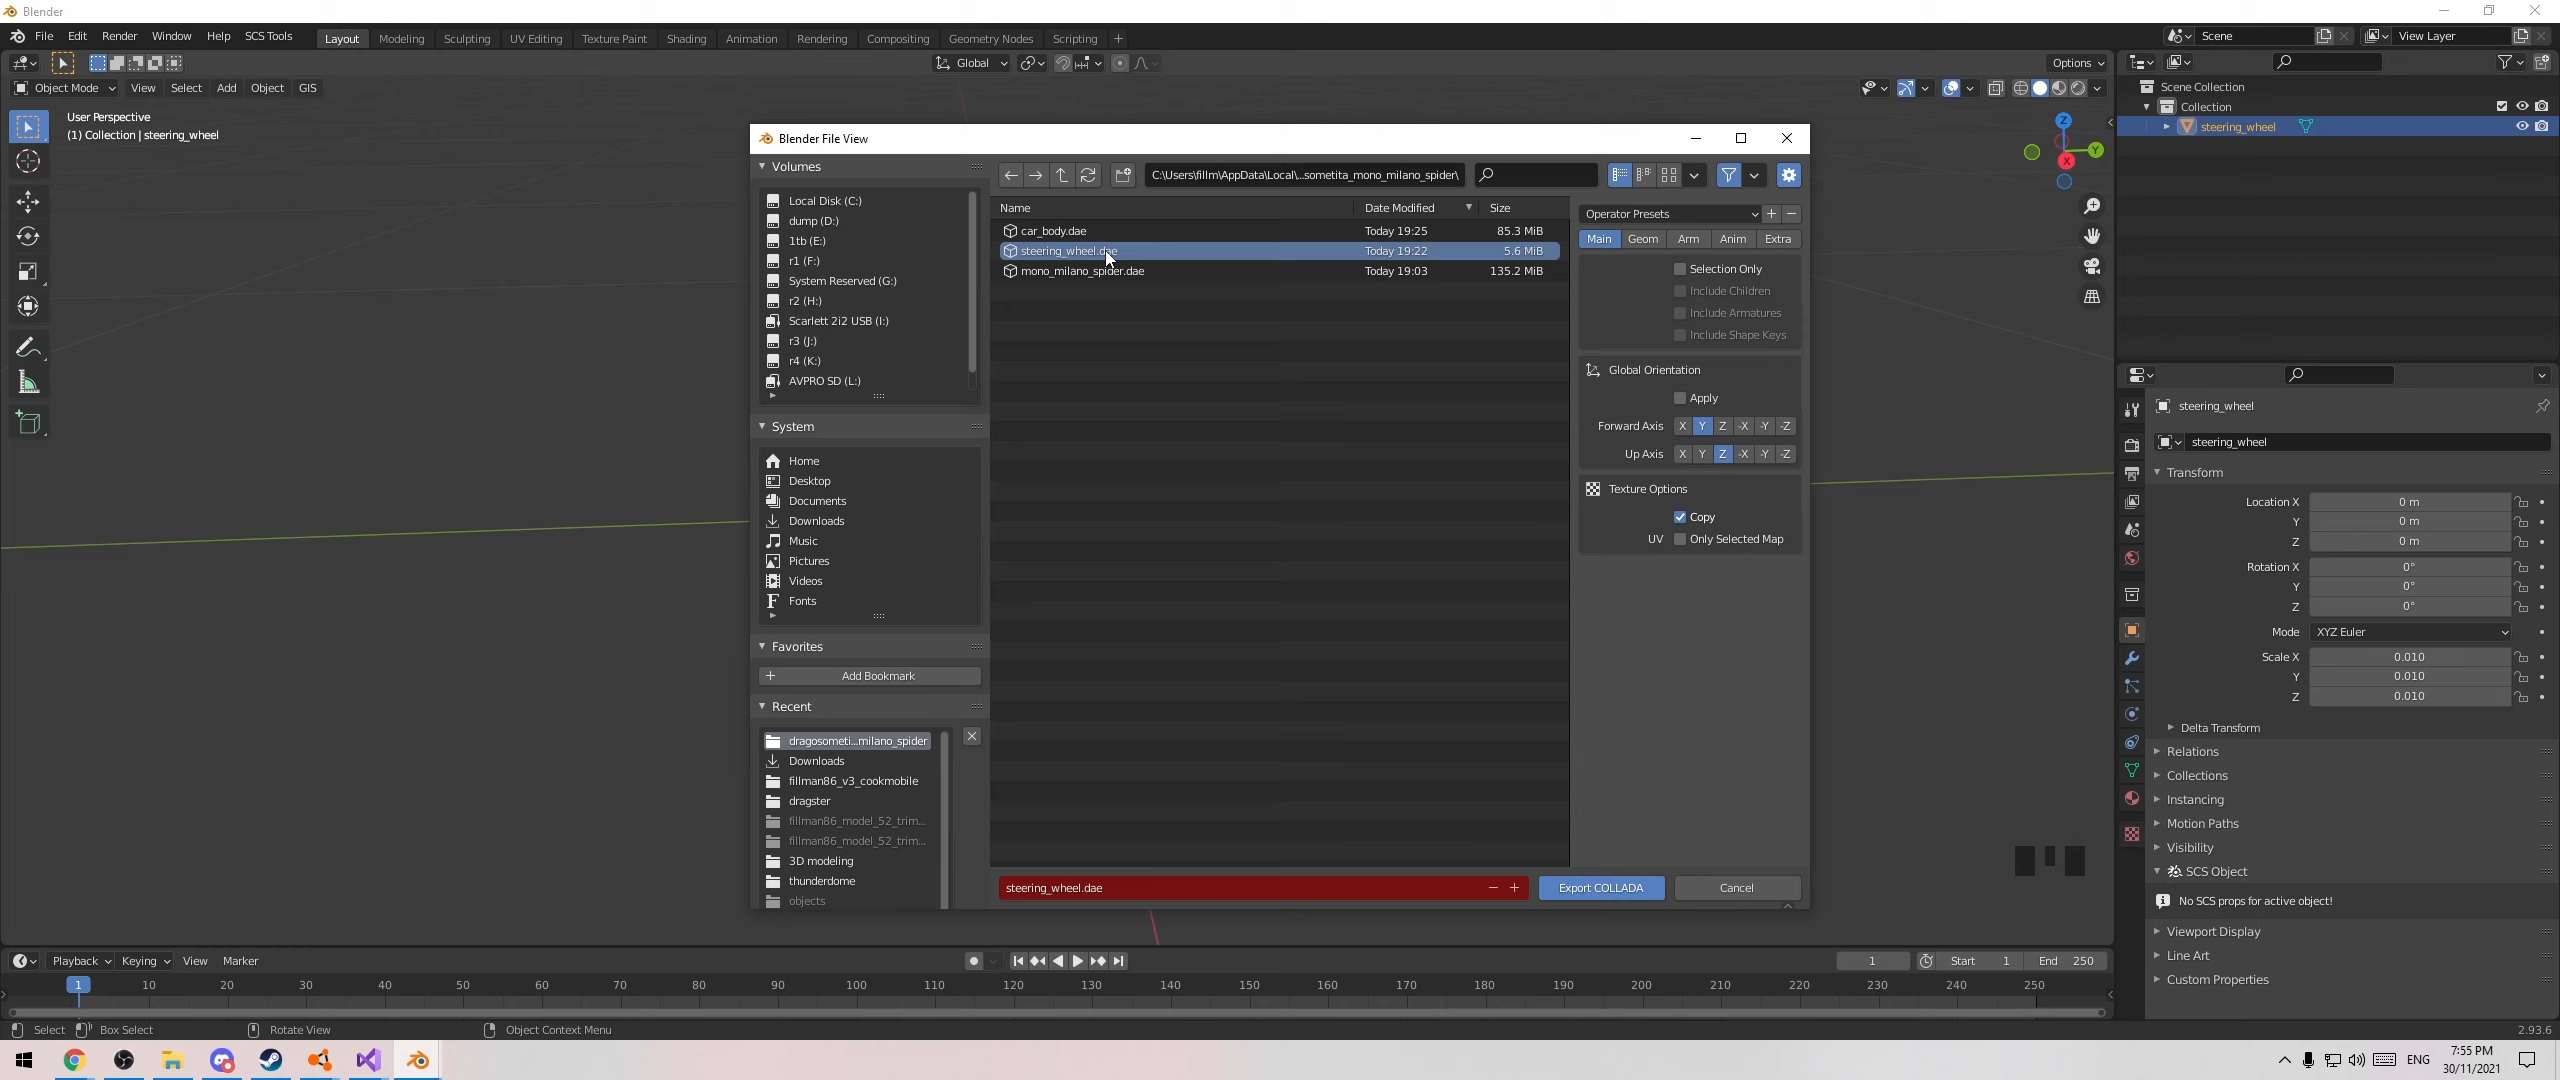 Blender
File Edit Render Window Help SCS Tools Layout Modeling Sculpting UV Editing Texture Paint Shading Animation Rendering Compositing Geometry Nodes Scripting + Scene View Layer
Global Options
Object Mode View Select Add Object GIS
User Perspective
(1) Collection | steering_wheel
Z
Y
X
Blender File View
Volumes
Local Disk (C:)
dump (D:)
1tb (E:)
r1 (F:)
System Reserved (G:)
r2 (H:)
Scarlett 2i2 USB (I:)
r3 (J:)
r4 (K:)
AVPRO SD (L:)
System
Home
Desktop
Documents
Downloads
Music
Pictures
Videos
Fonts
Favorites
+ Add Bookmark
Recent
dragosometi...milano_spider
Downloads
fillman86_v3_cookmobile
dragster
fillman86_model_52_trim...
fillman86_model_52_trim...
3D modeling
thunderdome
objects
C:\Users\fillm\AppData\Local\...sometita_mono_milano_spider\
Name Date Modified Size
car_body.dae Today 19:25 85.3 MiB
steering_wheel.dae Today 19:22 5.6 MiB
mono_milano_spider.dae Today 19:03 135.2 MiB
Operator Presets + −
Main Geom Arm Anim Extra
Selection Only
Include Children
Include Armatures
Include Shape Keys
Global Orientation
Apply
Forward Axis X Y Z -X -Y -Z
Up Axis X Y Z -X -Y -Z
Texture Options
Copy
UV Only Selected Map
steering_wheel.dae − + Export COLLADA Cancel
Scene Collection
Collection
steering_wheel
steering_wheel
steering_wheel
Transform
Location X 0 m
Y 0 m
Z 0 m
Rotation X 0°
Y 0°
Z 0°
Mode XYZ Euler
Scale X 0.010
Y 0.010
Z 0.010
Delta Transform
Relations
Collections
Instancing
Motion Paths
Visibility
SCS Object
No SCS props for active object!
Viewport Display
Line Art
Custom Properties
Playback Keying View Marker 1 Start 1 End 250
1 10 20 30 40 50 60 70 80 90 100 110 120 130 140 150 160 170 180 190 200 210 220 230 240 250
Select Box Select Rotate View Object Context Menu 2.93.6
ENG
7:55 PM
30/11/2021